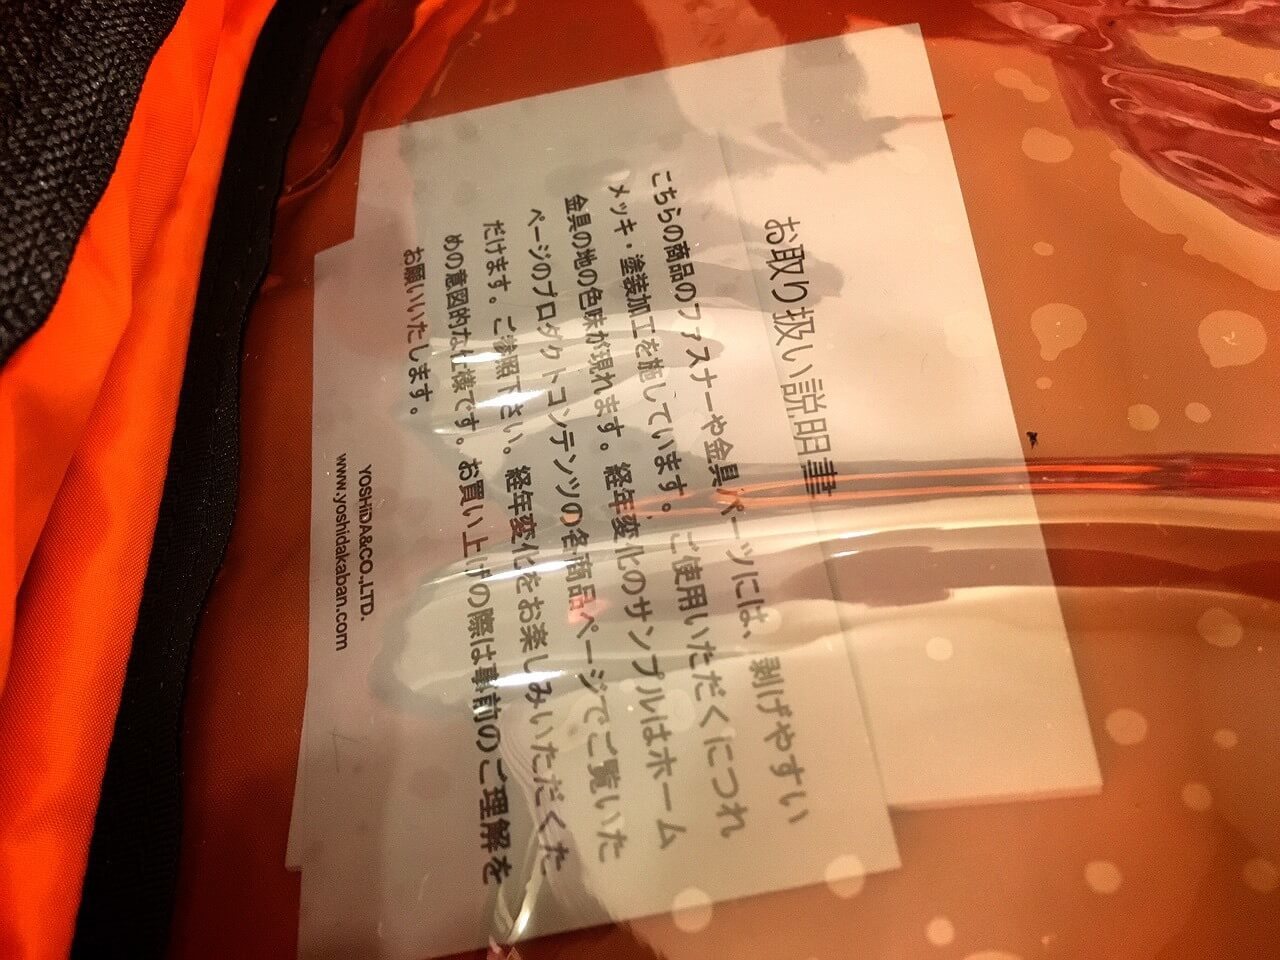 お取り扱い説明書
こちらの商品のファスナーや金具パーツには、剥げやすい
メッキ・塗装加工を施しています。ご使用いただくにつれ
金具の地の色味が現れます。経年変化のサンプルはホーム
ページのプロダクトコンテンツの各商品ページでご覧いた
だけます。ご参照下さい。経年変化をお楽しみいただくた
めの意図的な仕様です。お買い上げの際は事前のご理解を
お願いいたします。
YOSHiDA&CO.,LTD.
www.yoshidakaban.com